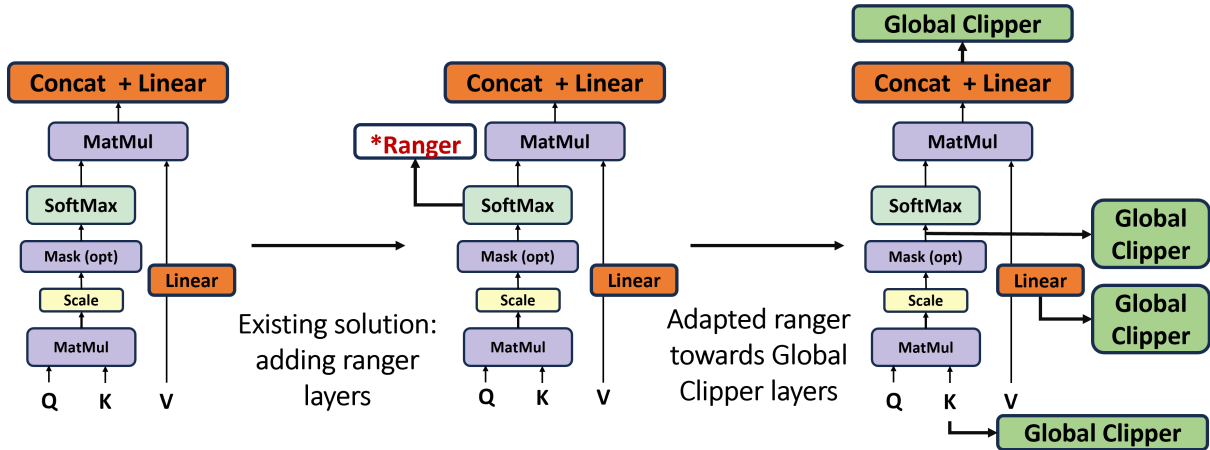 Concat + Linear
MatMul
SoftMax
Mask (opt)
Linear
Scale
MatMul
Q K V
Existing solution:
adding ranger
layers
Concat + Linear
*Ranger
MatMul
SoftMax
Mask (opt)
Linear
Scale
MatMul
Q K V
Adapted ranger
towards Global
Clipper layers
Global Clipper
Concat + Linear
MatMul
SoftMax
Global
Clipper
Mask (opt)
Linear
Global
Clipper
Scale
MatMul
Q K V
Global Clipper